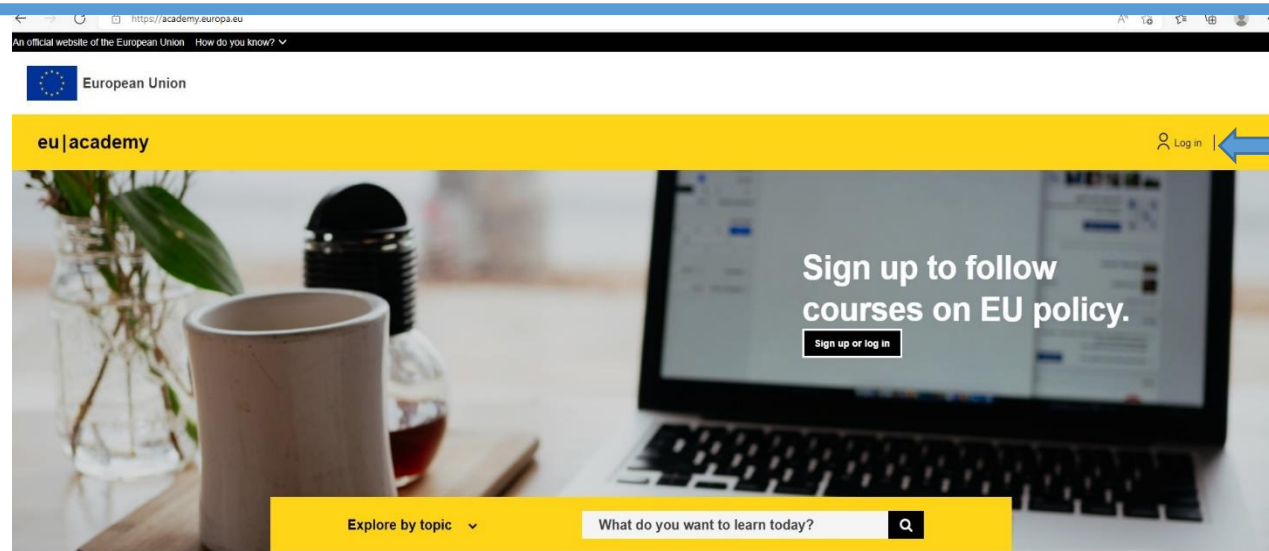 https://academy.europa.eu
An official website of the European Union How do you know?
European Union
eu|academy
Log in
Sign up to follow
courses on EU policy.
Sign up or log in
Explore by topic
What do you want to learn today?